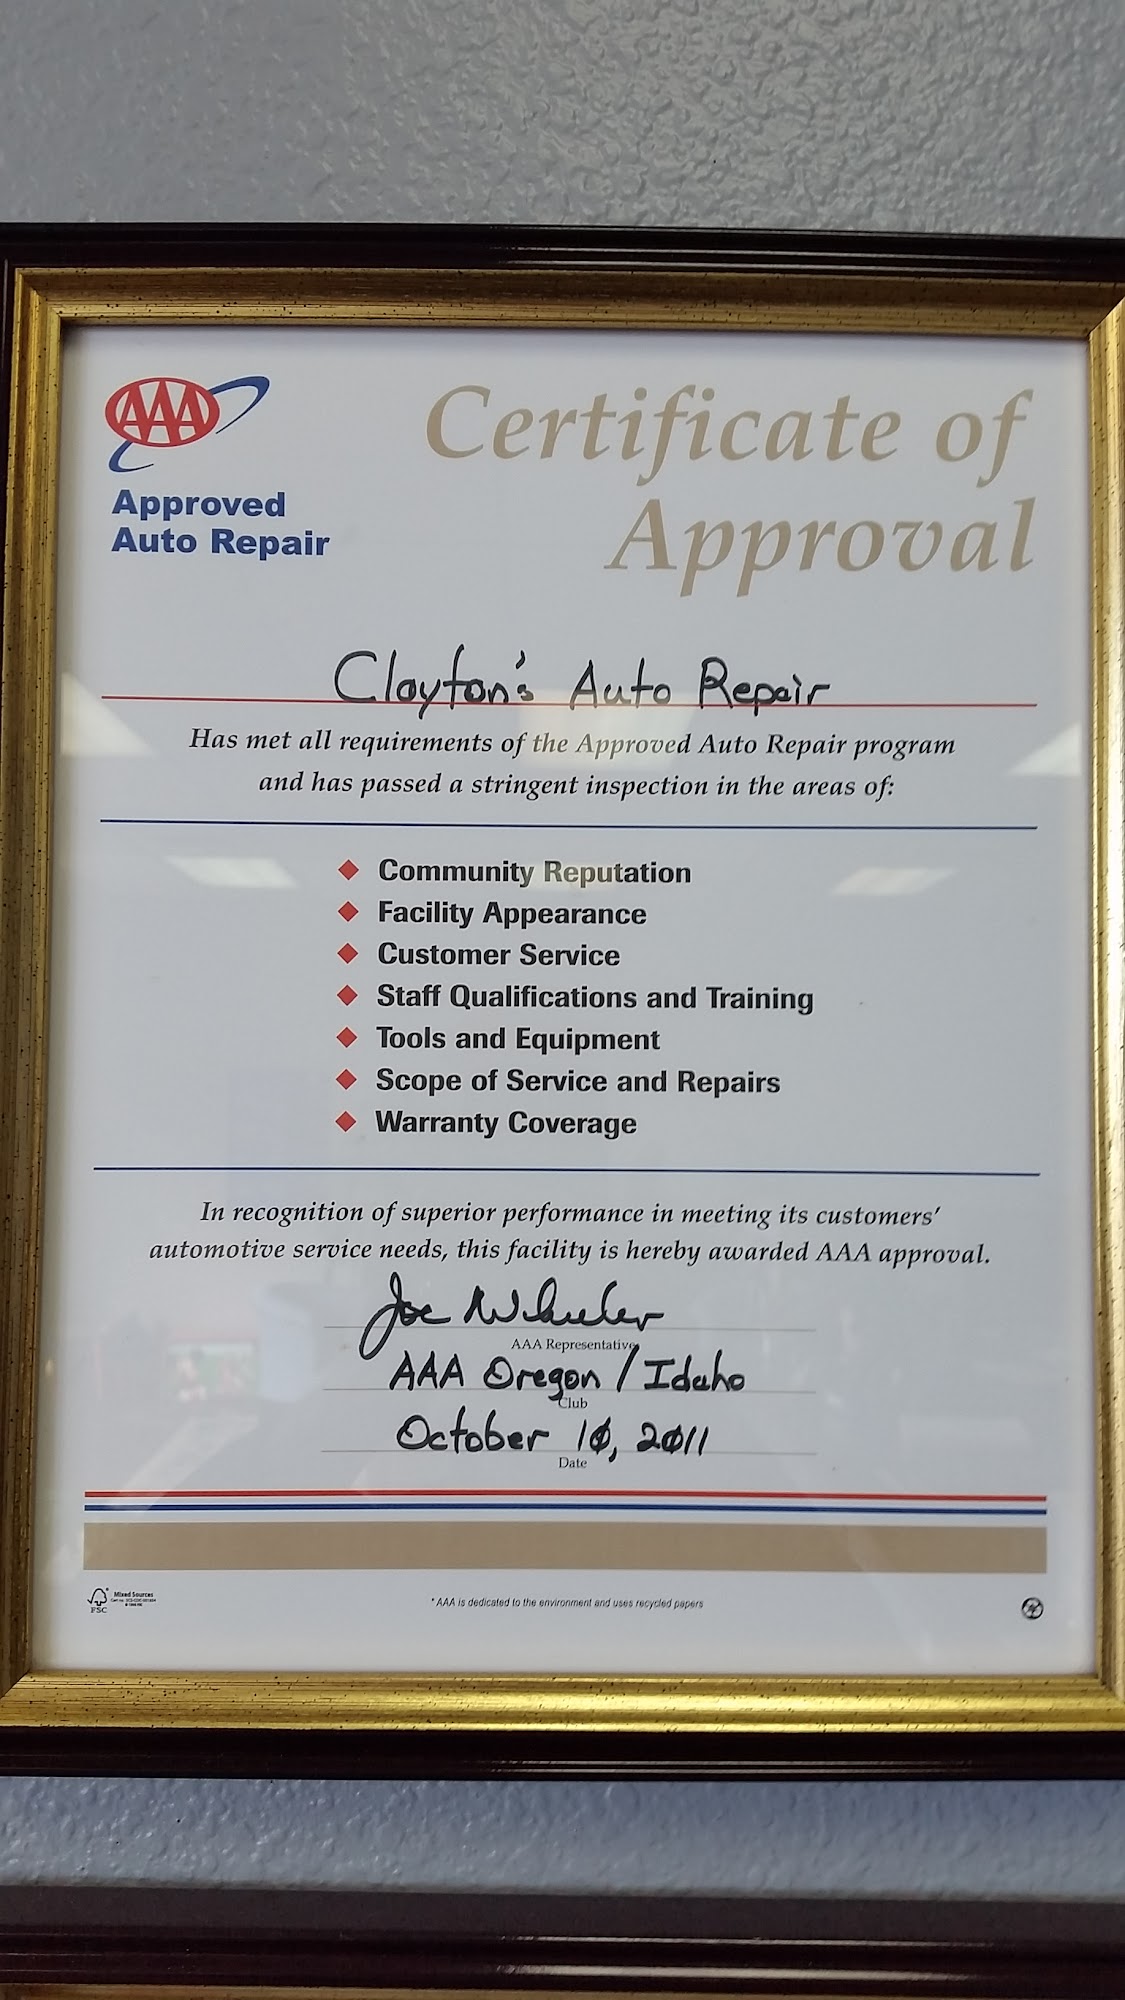 AAA
Approved
Auto Repair
Certificate of
Approval
Clayton's Auto Repair
Has met all requirements of the Approved Auto Repair program
and has passed a stringent inspection in the areas of:
Community Reputation
Facility Appearance
Customer Service
Staff Qualifications and Training
Tools and Equipment
Scope of Service and Repairs
Warranty Coverage
In recognition of superior performance in meeting its customers'
automotive service needs, this facility is hereby awarded AAA approval.
Joe Wheeler
AAA Representative
AAA Oregon / Idaho
Club
October 10, 2011
Date
Mixed Sources
FSC
* AAA is dedicated to the environment and uses recycled papers